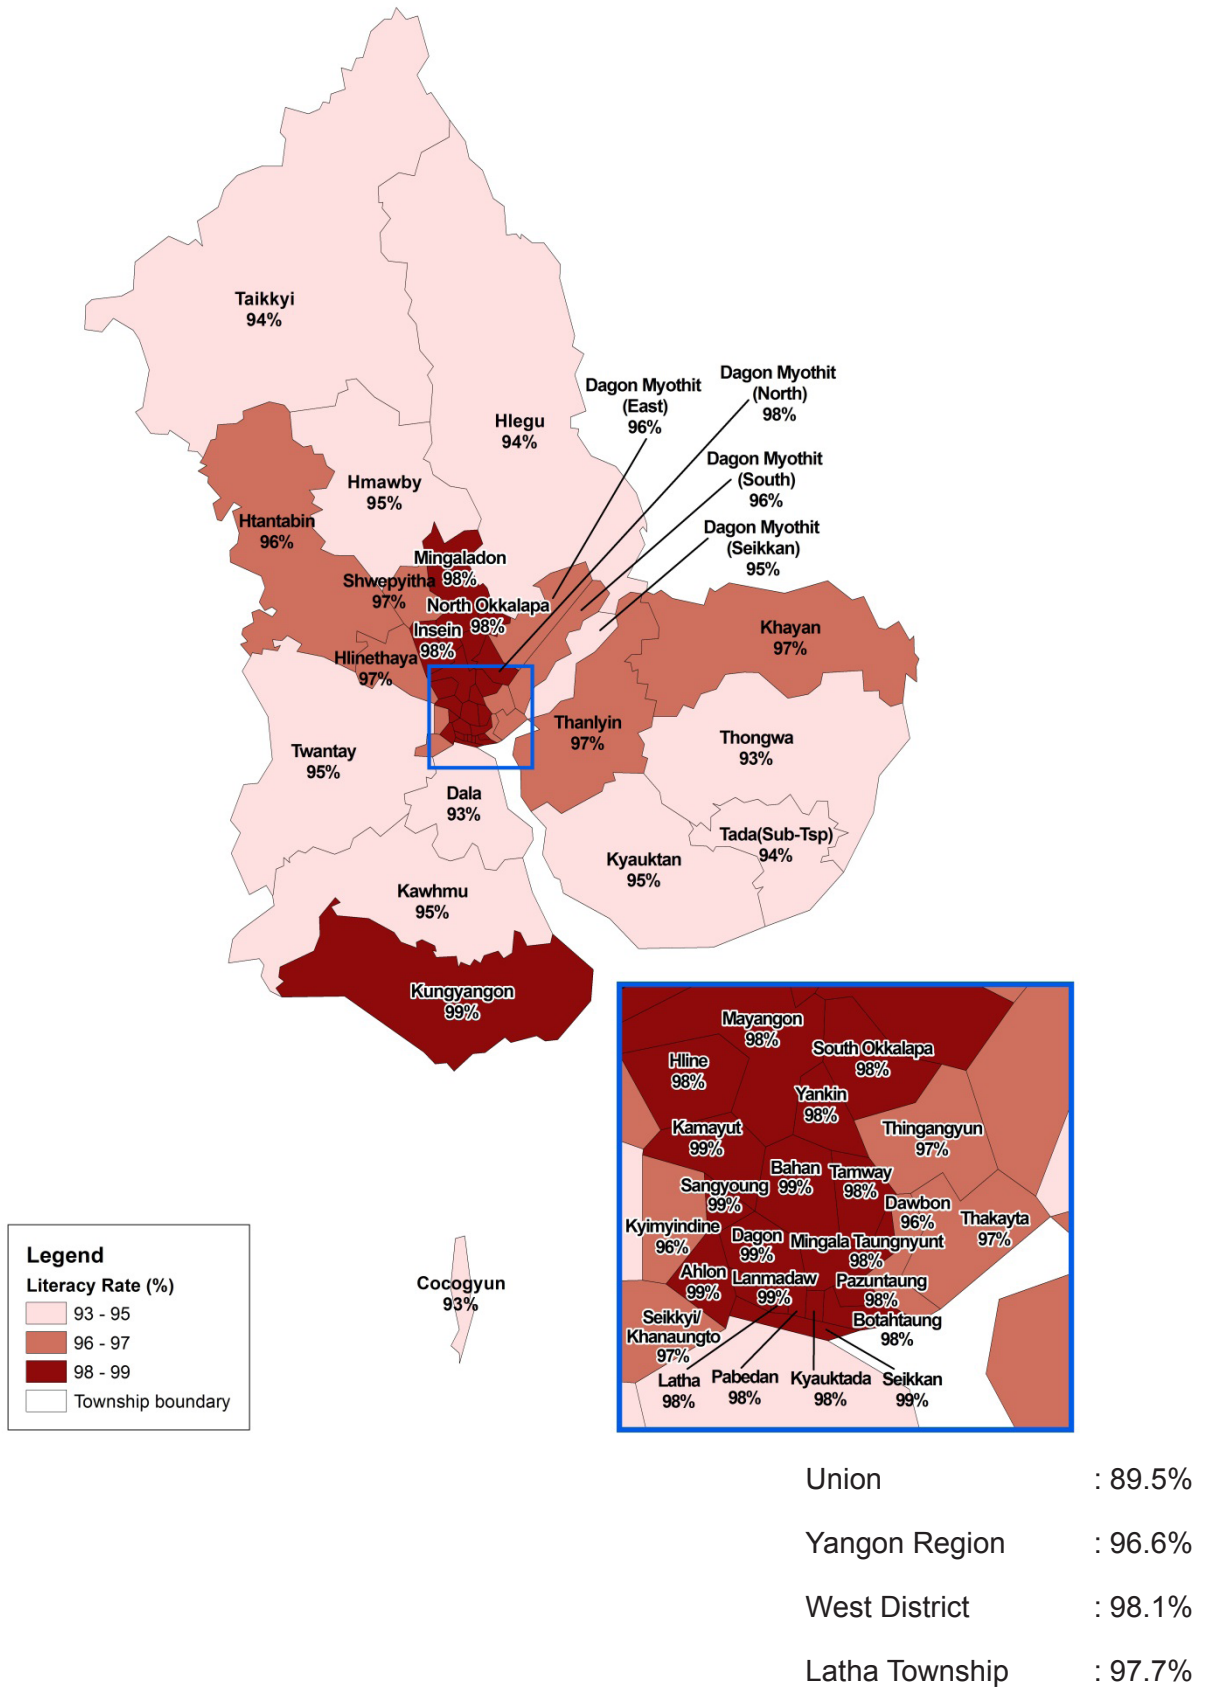 Taikkyi
94%
Hlegu
94%
Dagon Myothit
(East)
96%
Dagon Myothit
(North)
98%
Dagon Myothit
(South)
96%
Dagon Myothit
(Seikkan)
95%
Hmawby
95%
Htantabin
96%
Mingaladon
98%
Shwepyitha
97%
North Okkalapa
98%
Insein
98%
Hlinethaya
97%
Khayan
97%
Thanlyin
97%
Thongwa
93%
Twantay
95%
Dala
93%
Tada(Sub-Tsp)
94%
Kyauktan
95%
Kawhmu
95%
Kungyangon
99%
Cocogyun
93%
Mayangon
98%
South Okkalapa
98%
Hline
98%
Yankin
98%
Kamayut
99%
Thingangyun
97%
Bahan
99%
Tamway
98%
Sangyoung
99%
Dawbon
96%
Thakayta
97%
Kyimyindine
96%
Dagon
99%
Mingala Taungnyunt
98%
Ahlon
99%
Lanmadaw
99%
Pazuntaung
98%
Botahtaung
98%
Seikkyi/
Khanaungto
97%
Latha
98%
Pabedan
98%
Kyauktada
98%
Seikkan
99%
Legend
Literacy Rate (%)
93 - 95
96 - 97
98 - 99
Township boundary
Union : 89.5%
Yangon Region : 96.6%
West District : 98.1%
Latha Township : 97.7%